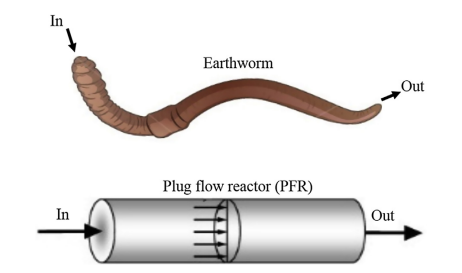 In
Earthworm
Out
Plug flow reactor (PFR)
In
Out